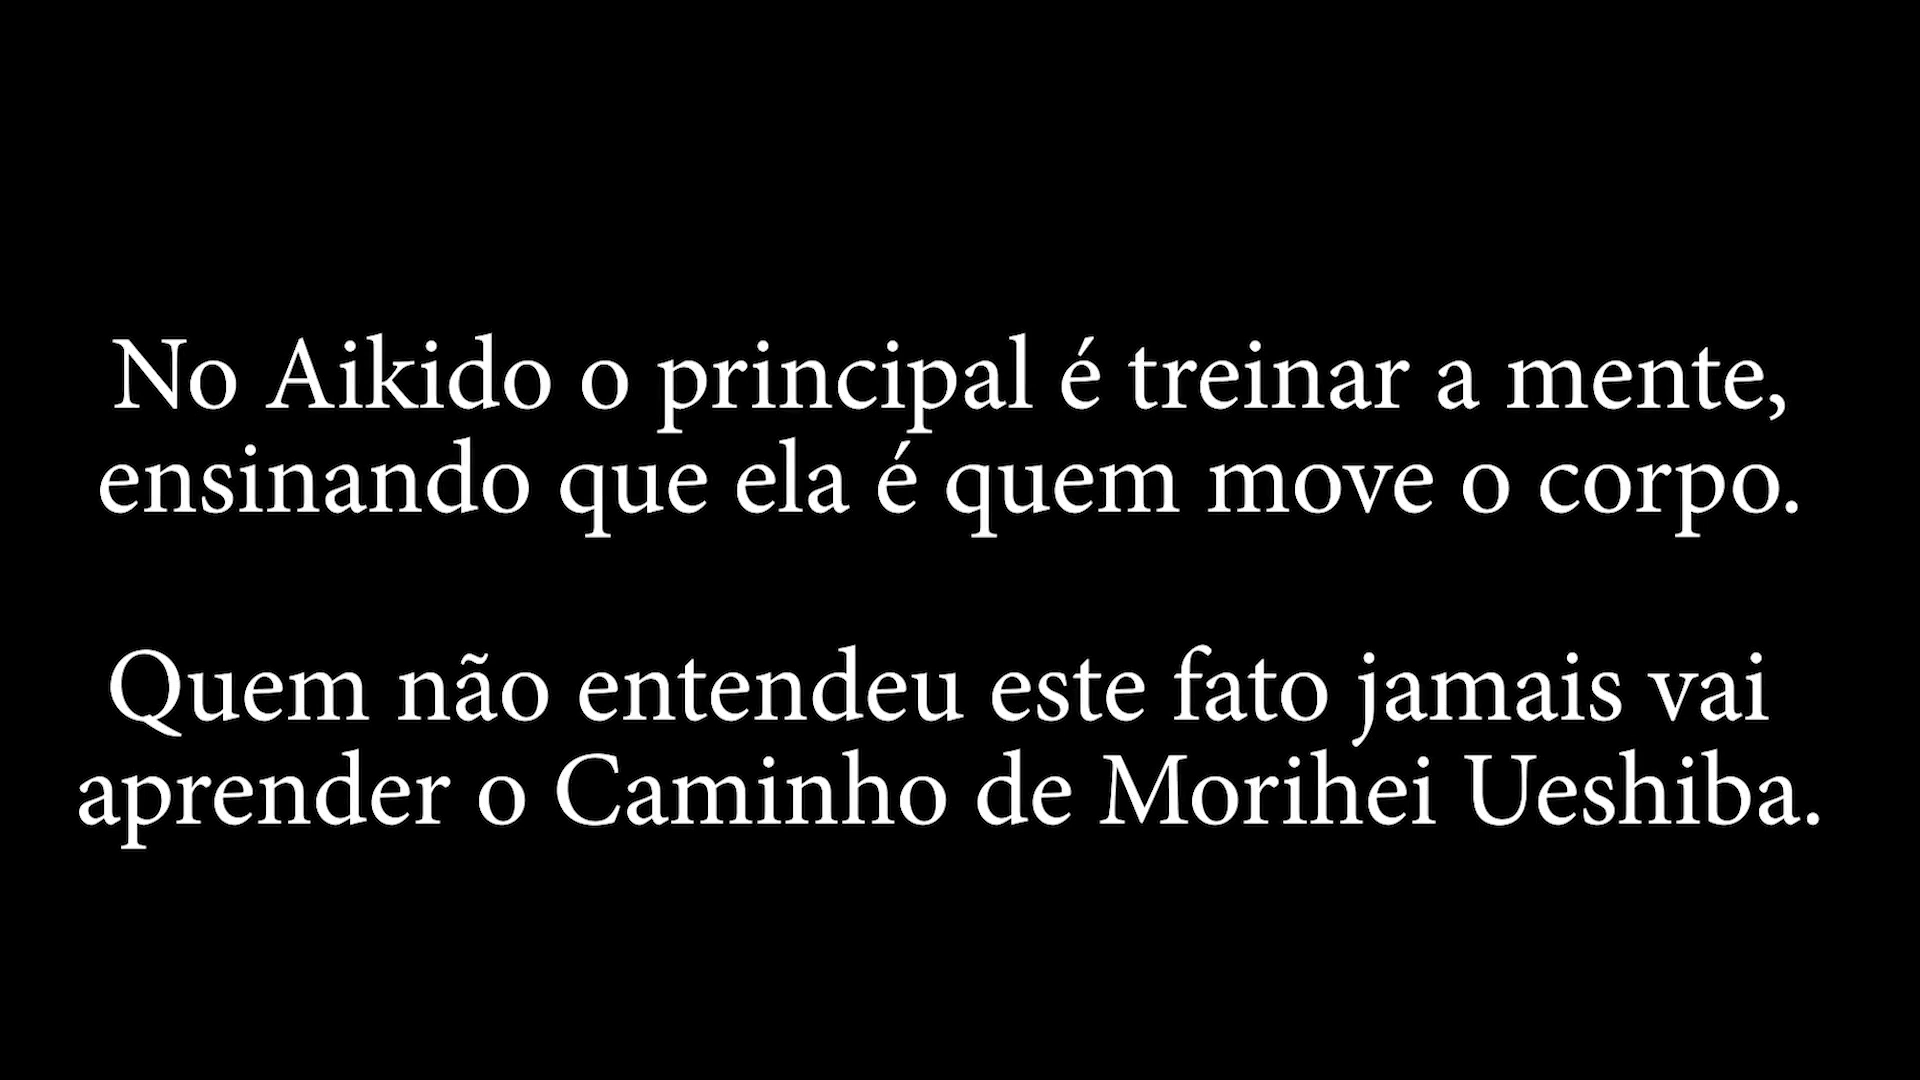 No Aikido o principal é treinar a mente,
ensinando que ela é quem move o corpo.
Quem não entendeu este fato jamais vai
aprender o Caminho de Morihei Ueshiba.